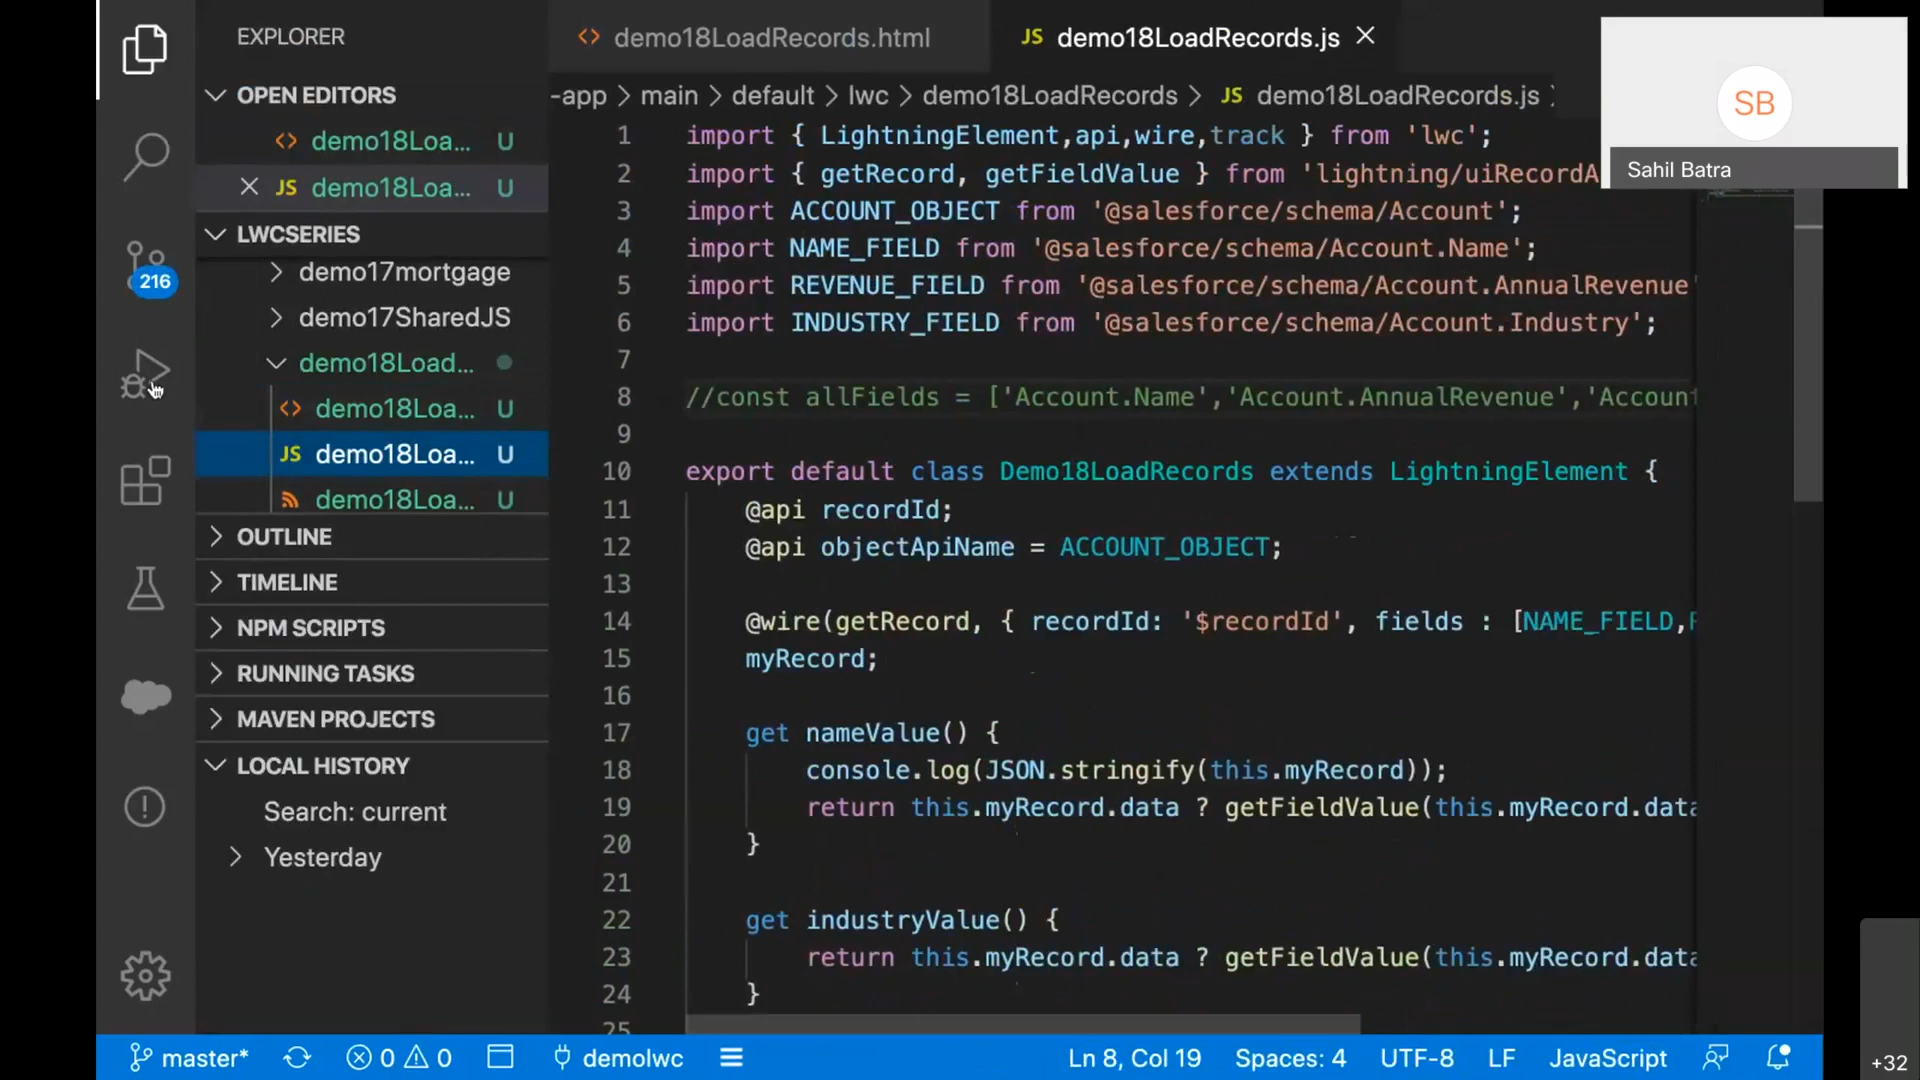 EXPLORER
OPEN EDITORS
demo18Loa... U
JS demo18Loa... U
LWCSERIES
216
demo17mortgage
demo17SharedJS
demo18Load...
demo18Loa... U
JS demo18Loa... U
demo18Loa... U
OUTLINE
TIMELINE
NPM SCRIPTS
RUNNING TASKS
MAVEN PROJECTS
LOCAL HISTORY
Search: current
Yesterday
demo18LoadRecords.html
JS demo18LoadRecords.js
-app > main > default > lwc > demo18LoadRecords > JS demo18LoadRecords.js
1 import { LightningElement,api,wire,track } from 'lwc';
2 import { getRecord, getFieldValue } from 'lightning/uiRecordA
3 import ACCOUNT_OBJECT from '@salesforce/schema/Account';
4 import NAME_FIELD from '@salesforce/schema/Account.Name';
5 import REVENUE_FIELD from '@salesforce/schema/Account.AnnualRevenue'
6 import INDUSTRY_FIELD from '@salesforce/schema/Account.Industry';
7
8 //const allFields = ['Account.Name','Account.AnnualRevenue','Account
9
10 export default class Demo18LoadRecords extends LightningElement {
11 @api recordId;
12 @api objectApiName = ACCOUNT_OBJECT;
13
14 @wire(getRecord, { recordId: '$recordId', fields : [NAME_FIELD,
15 myRecord;
16
17 get nameValue() {
18 console.log(JSON.stringify(this.myRecord));
19 return this.myRecord.data ? getFieldValue(this.myRecord.data
20 }
21
22 get industryValue() {
23 return this.myRecord.data ? getFieldValue(this.myRecord.data
24 }
25
SB
Sahil Batra
master* 0 0 demolwc Ln 8, Col 19 Spaces: 4 UTF-8 LF JavaScript
+32